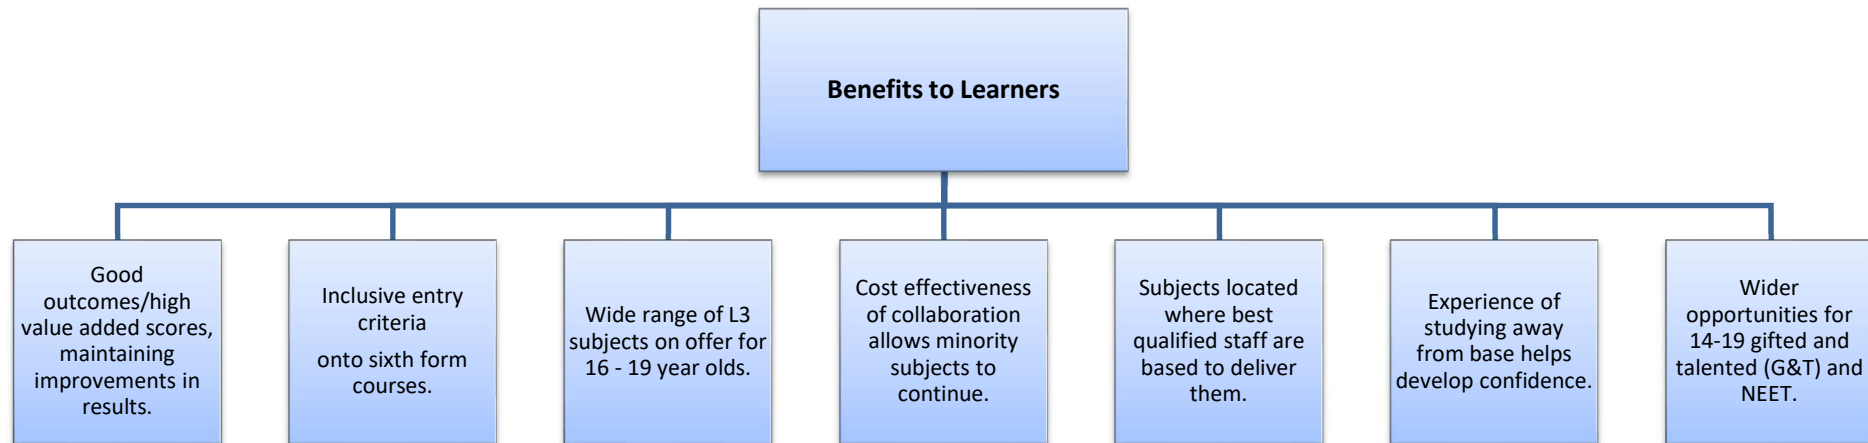 Benefits to Learners
Good
outcomes/high
value added scores,
maintaining
improvements in
results.
Inclusive entry
criteria
onto sixth form
courses.
Wide range of L3
subjects on offer for
16 - 19 year olds.
Cost effectiveness
of collaboration
allows minority
subjects to
continue.
Subjects located
where best
qualified staff are
based to deliver
them.
Experience of
studying away
from base helps
develop confidence.
Wider
opportunities for
14-19 gifted and
talented (G&T) and
NEET.